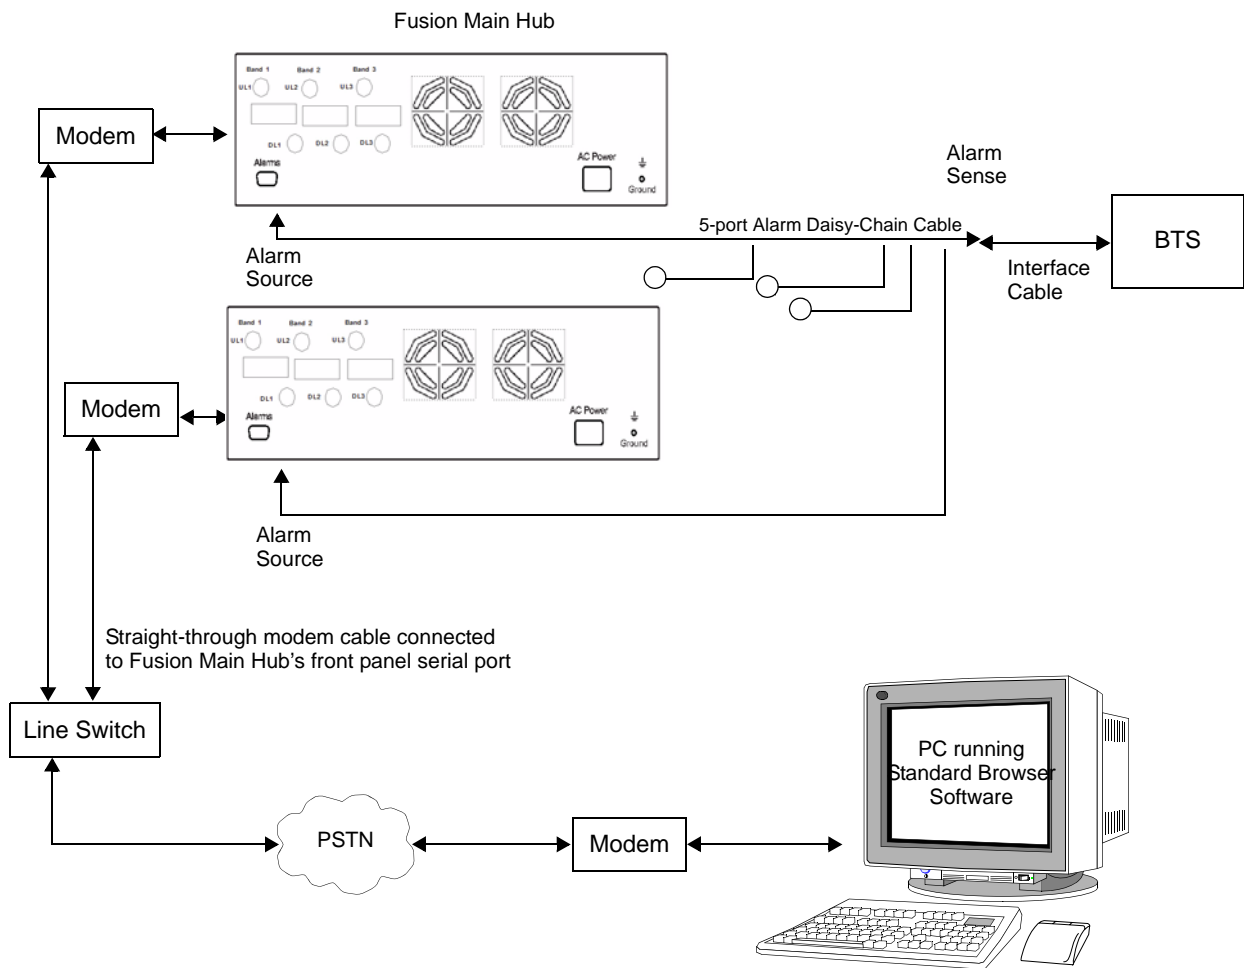 Fusion Main Hub
Band 1 Band 2 Band 3
UL1 UL2 UL3
Modem
DL1 DL2 DL3
Alarms
AC Power
Ground
Alarm
Sense
5-port Alarm Daisy-Chain Cable
BTS
Alarm
Source
Interface
Cable
Band 1 Band 2 Band 3
UL1 UL2 UL3
Modem
DL1 DL2 DL3
Alarms
AC Power
Ground
Alarm
Source
Straight-through modem cable connected
to Fusion Main Hub's front panel serial port
Line Switch
PC running
Standard Browser
Software
PSTN
Modem